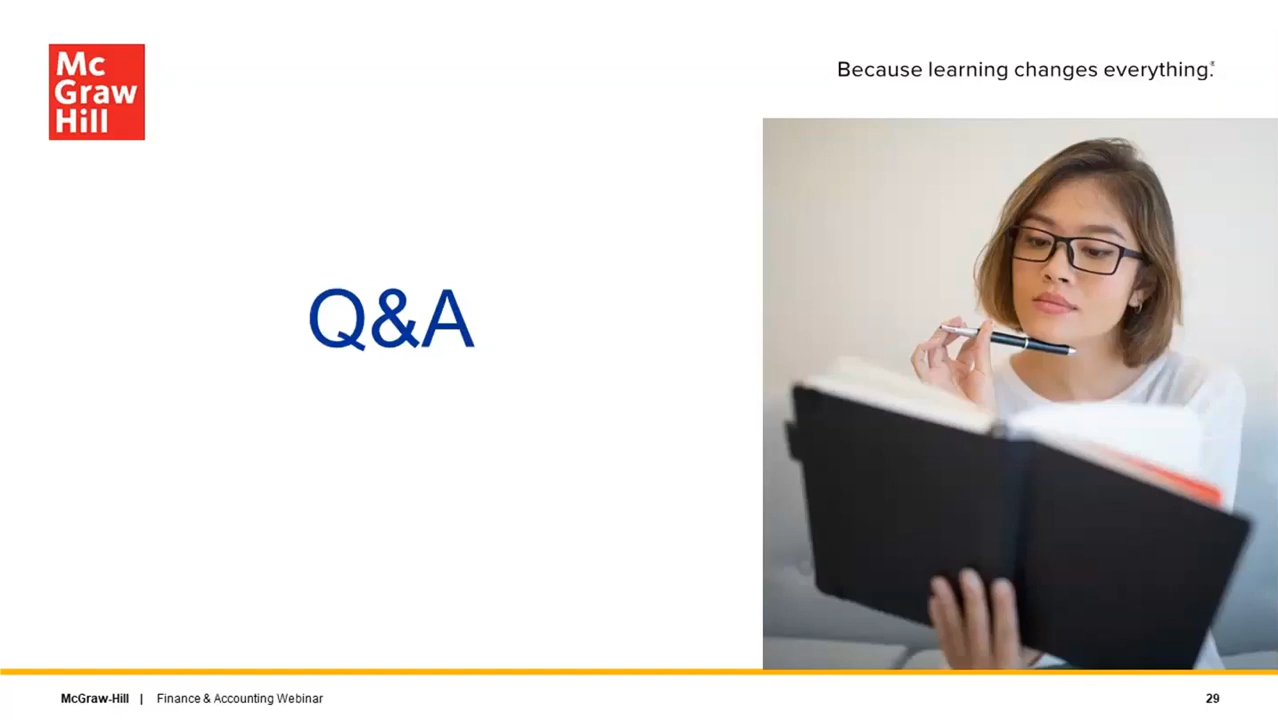 Mc
Graw
Hill
Because learning changes everything.®
Q&A
McGraw-Hill | Finance & Accounting Webinar
29